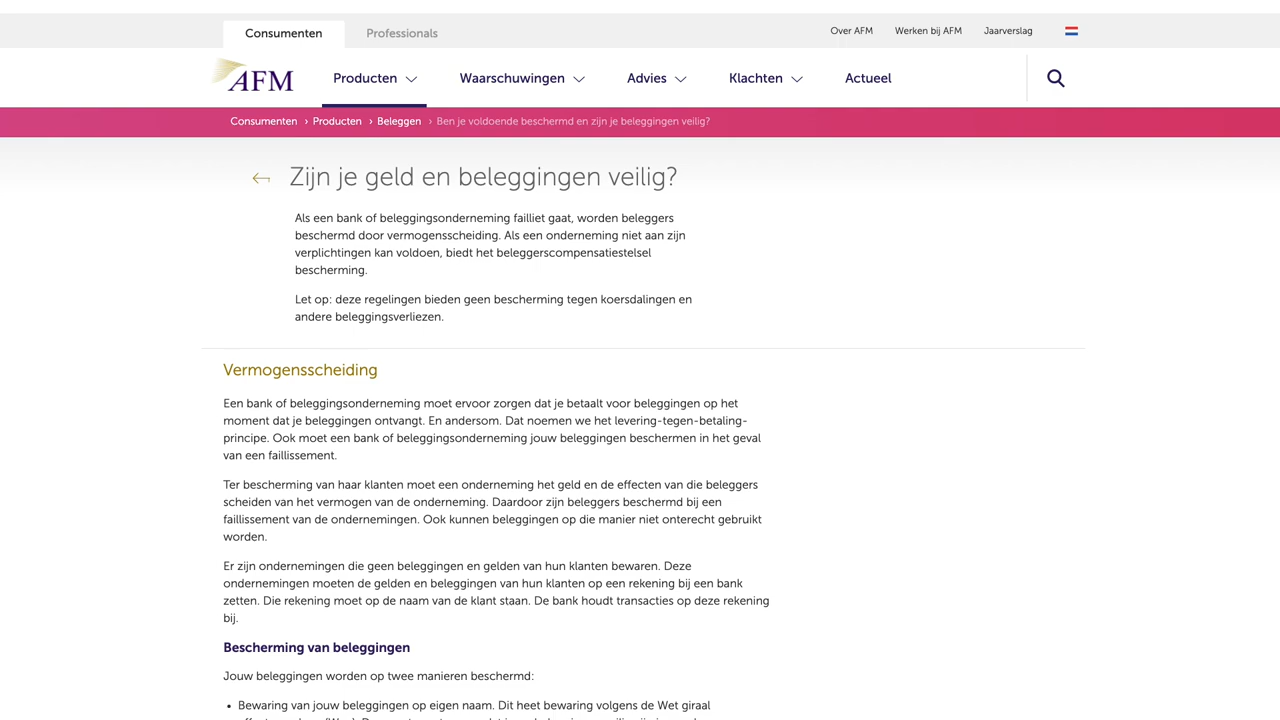 Consumenten
Professionals
Over AFM
Werken bij AFM
Jaarverslag
AFM
Producten
Waarschuwingen
Advies
Klachten
Actueel
Consumenten › Producten › Beleggen › Ben je voldoende beschermd en zijn je beleggingen veilig?
Zijn je geld en beleggingen veilig?
Als een bank of beleggingsonderneming failliet gaat, worden beleggers
beschermd door vermogensscheiding. Als een onderneming niet aan zijn
verplichtingen kan voldoen, biedt het beleggerscompensatiestelsel
bescherming.
Let op: deze regelingen bieden geen bescherming tegen koersdalingen en
andere beleggingsverliezen.
Vermogensscheiding
Een bank of beleggingsonderneming moet ervoor zorgen dat je betaalt voor beleggingen op het
moment dat je beleggingen ontvangt. En andersom. Dat noemen we het levering-tegen-betaling-
principe. Ook moet een bank of beleggingsonderneming jouw beleggingen beschermen in het geval
van een faillissement.
Ter bescherming van haar klanten moet een onderneming het geld en de effecten van die beleggers
scheiden van het vermogen van de onderneming. Daardoor zijn beleggers beschermd bij een
faillissement van de ondernemingen. Ook kunnen beleggingen op die manier niet onterecht gebruikt
worden.
Er zijn ondernemingen die geen beleggingen en gelden van hun klanten bewaren. Deze
ondernemingen moeten de gelden en beleggingen van hun klanten op een rekening bij een bank
zetten. Die rekening moet op de naam van de klant staan. De bank houdt transacties op deze rekening
bij.
Bescherming van beleggingen
Jouw beleggingen worden op twee manieren beschermd:
• Bewaring van jouw beleggingen op eigen naam. Dit heet bewaring volgens de Wet giraal